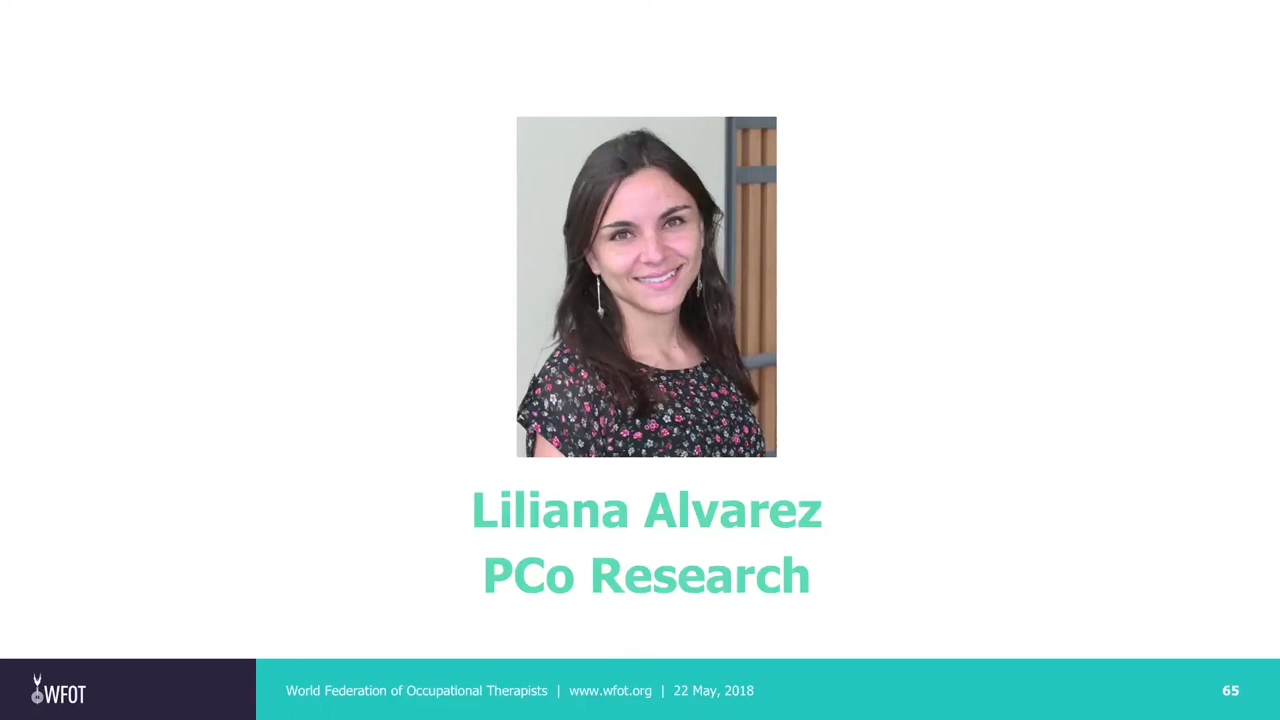 Liliana Alvarez
PCo Research
WFOT
World Federation of Occupational Therapists | www.wfot.org | 22 May, 2018
65